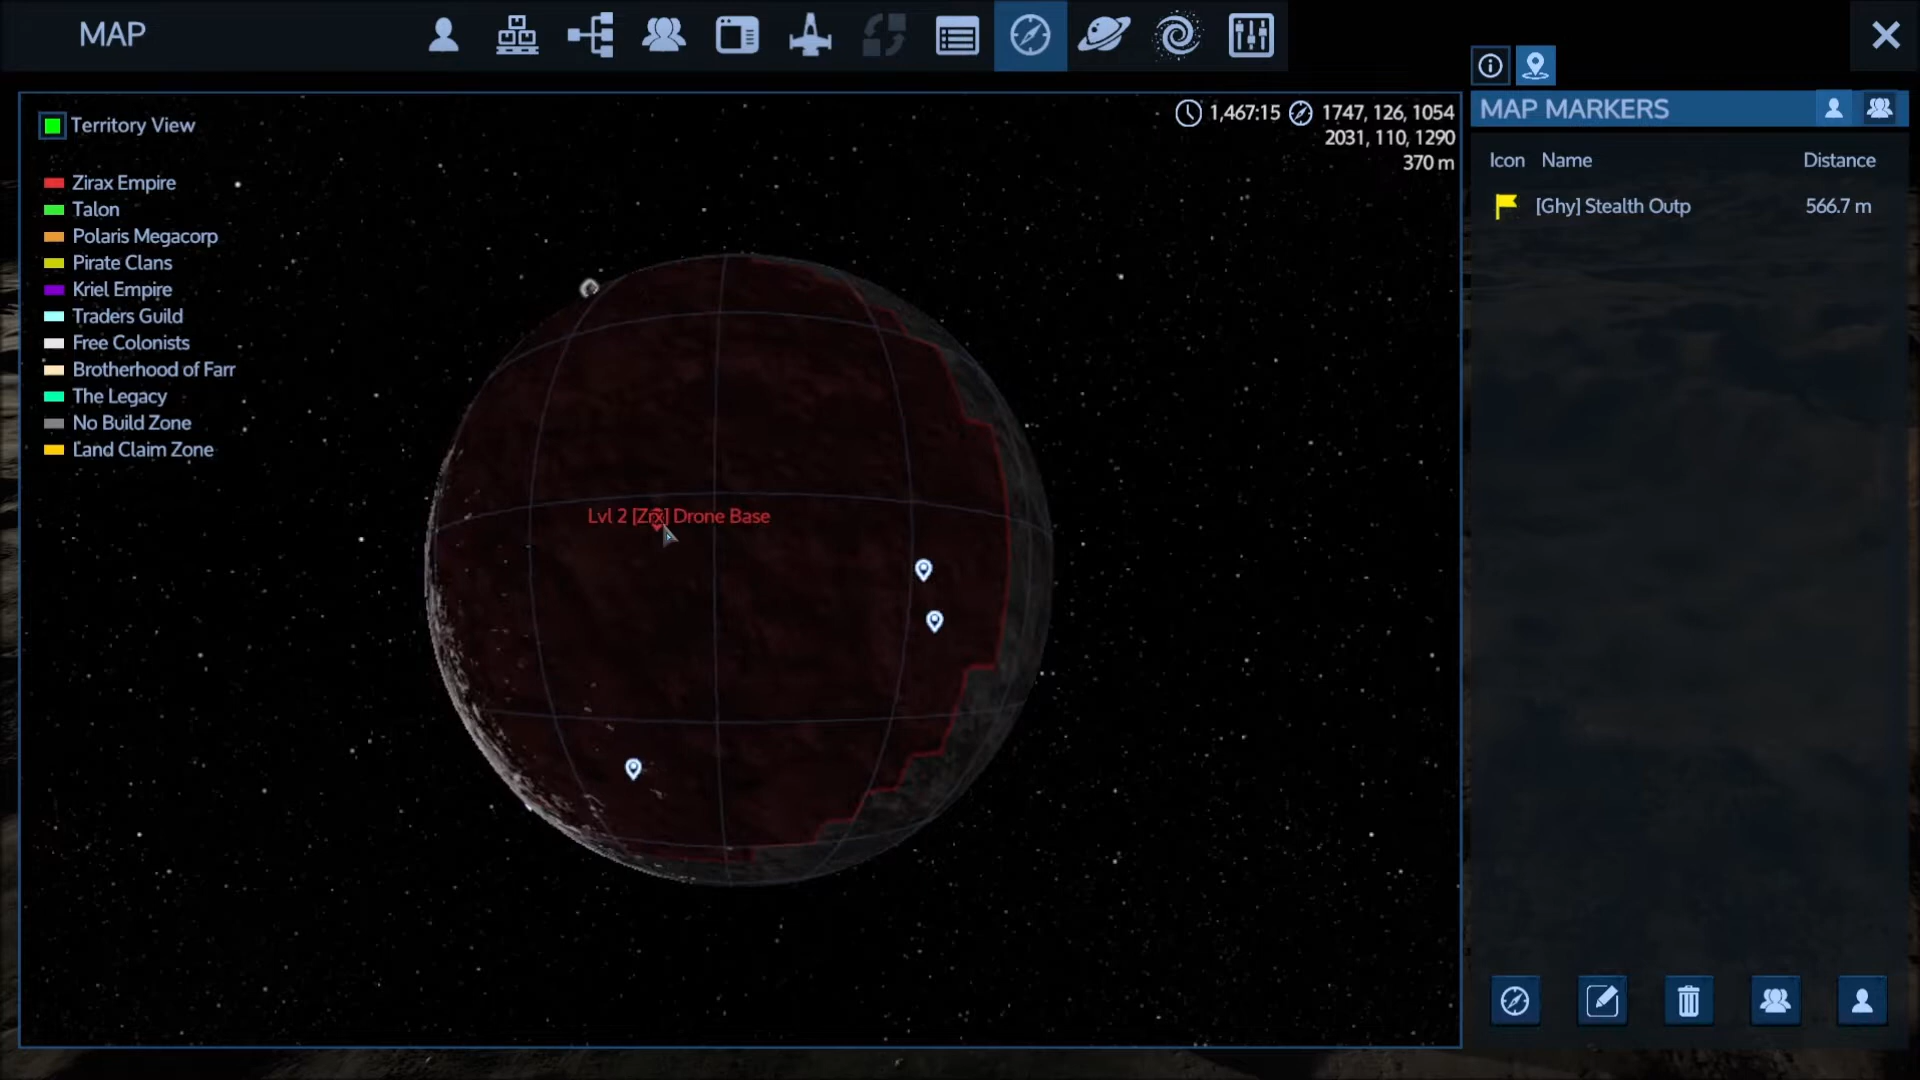 MAP
1,467:15 1747, 126, 1054
2031, 110, 1290
370 m
Territory View
Zirax Empire
Talon
Polaris Megacorp
Pirate Clans
Kriel Empire
Traders Guild
Free Colonists
Brotherhood of Farr
The Legacy
No Build Zone
Land Claim Zone
Lvl 2 [Zrx] Drone Base
MAP MARKERS
Icon Name Distance
[Ghy] Stealth Outp 566.7 m